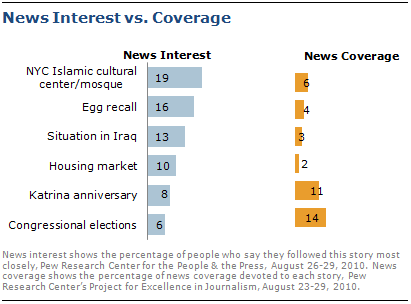 News Interest vs. Coverage
News Interest
News Coverage
NYC Islamic cultural
center/mosque
19
6
Egg recall
16
4
Situation in Iraq
13
3
Housing market
10
2
Katrina anniversary
8
11
Congressional elections
6
14
News interest shows the percentage of people who say they followed this story most
closely, Pew Research Center for the People & the Press, August 26-29, 2010. News
coverage shows the percentage of news coverage devoted to each story, Pew
Research Center's Project for Excellence in Journalism, August 23-29, 2010.